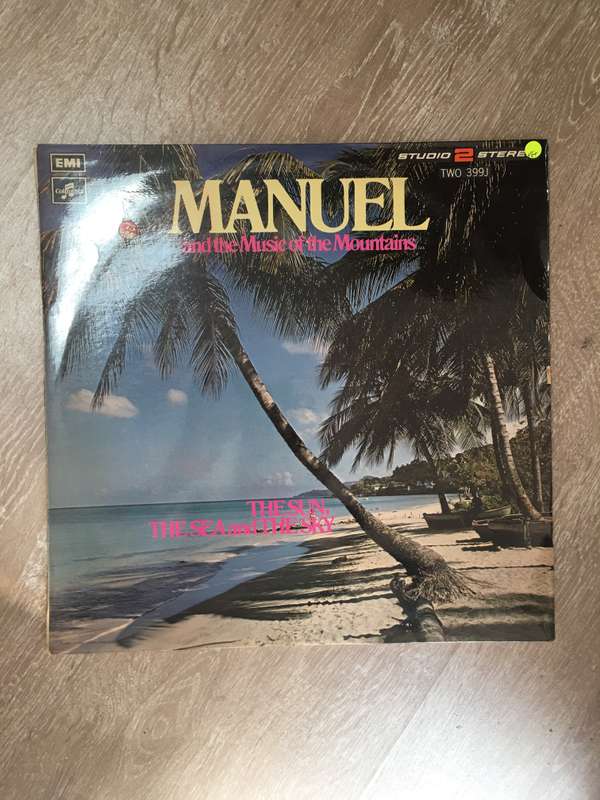 EMI
Columbia
STUDIO 2 STEREO
TWO 399J
MANUEL
and the Music of the Mountains
THE SUN,
THE SEA and THE SKY